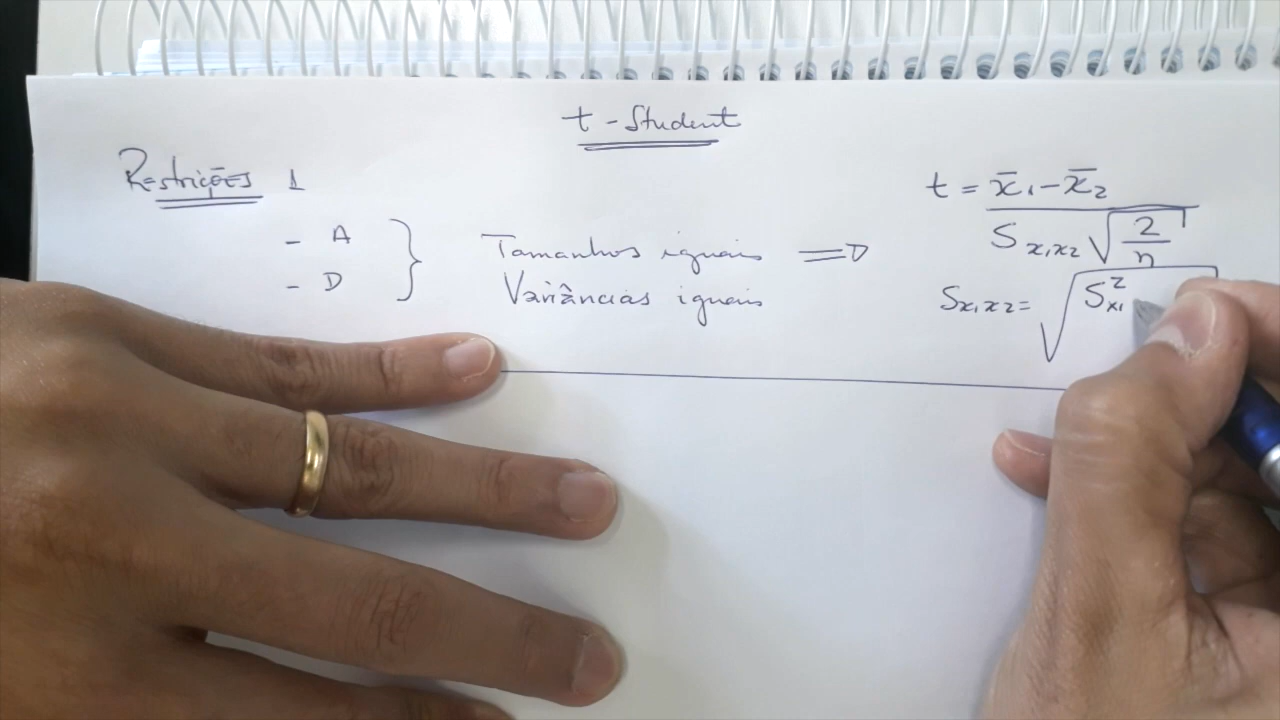 t - Student
Restrições 1
- A
- D
Tamanhos iguais ⇒
Variâncias iguais
t = x̄1 - x̄2
Sx1x2 √2/n
Sx1x2 = √S²x1